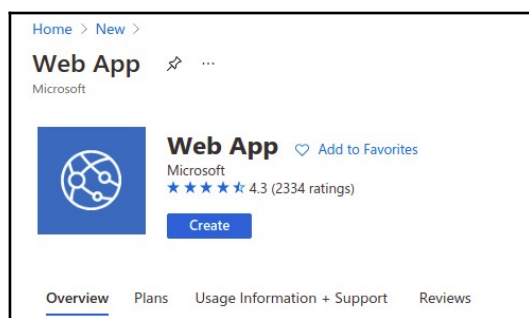 Home > New >
Web App ...
Microsoft
Web App Add to Favorites
Microsoft
4.3 (2334 ratings)
Create
Overview Plans Usage Information + Support Reviews